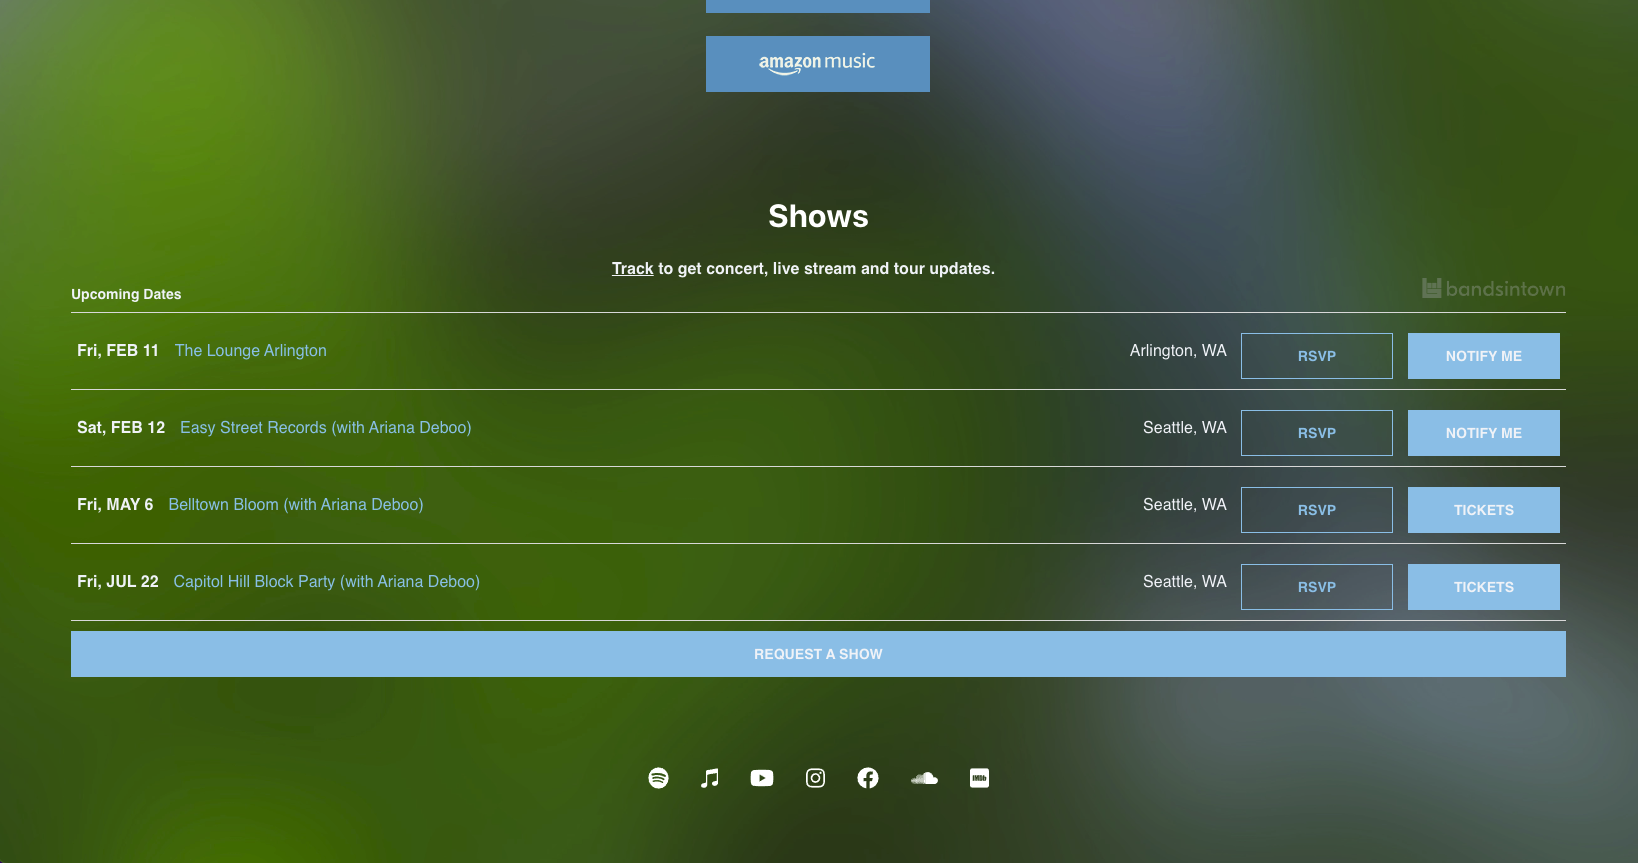 amazon music
Shows
Track to get concert, live stream and tour updates.
Upcoming Dates
bandsintown
Fri, FEB 11 The Lounge Arlington Arlington, WA RSVP NOTIFY ME
Sat, FEB 12 Easy Street Records (with Ariana Deboo) Seattle, WA RSVP NOTIFY ME
Fri, MAY 6 Belltown Bloom (with Ariana Deboo) Seattle, WA RSVP TICKETS
Fri, JUL 22 Capitol Hill Block Party (with Ariana Deboo) Seattle, WA RSVP TICKETS
REQUEST A SHOW
IMDb